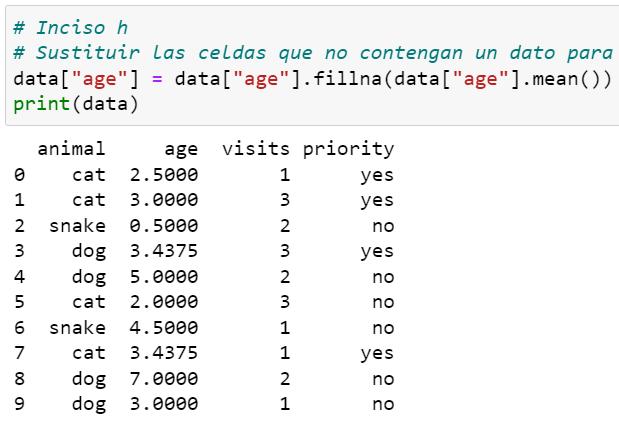 # Inciso h
# Sustituir las celdas que no contengan un dato para
data["age"] = data["age"].fillna(data["age"].mean())
print(data)
animal age visits priority
0 cat 2.5000 1 yes
1 cat 3.0000 3 yes
2 snake 0.5000 2 no
3 dog 3.4375 3 yes
4 dog 5.0000 2 no
5 cat 2.0000 3 no
6 snake 4.5000 1 no
7 cat 3.4375 1 yes
8 dog 7.0000 2 no
9 dog 3.0000 1 no